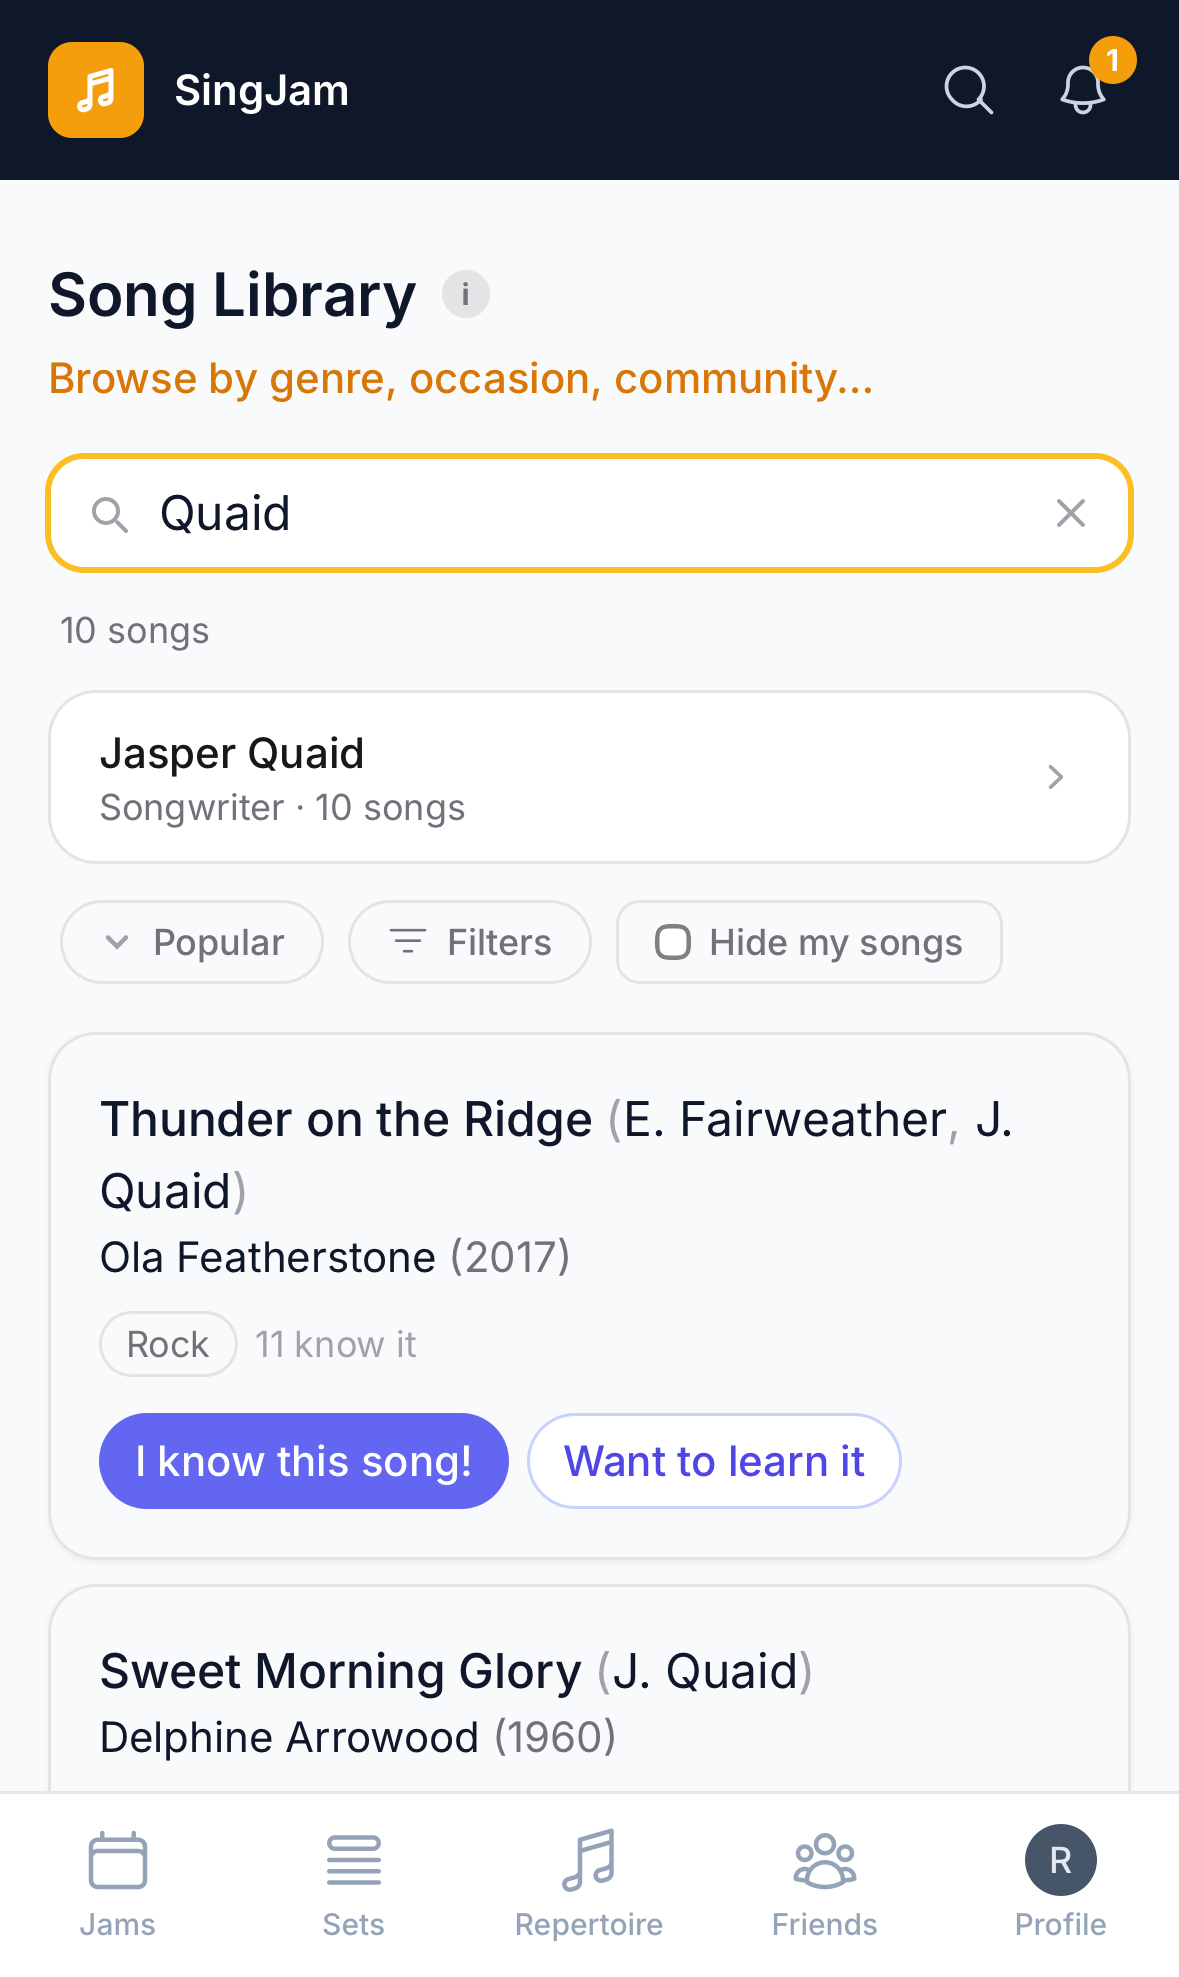 SingJam
1
Song Library i
Browse by genre, occasion, community...
Quaid
10 songs
Jasper Quaid
Songwriter · 10 songs
Popular
Filters
Hide my songs
Thunder on the Ridge (E. Fairweather, J.
Quaid)
Ola Featherstone (2017)
Rock 11 know it
I know this song! Want to learn it
Sweet Morning Glory (J. Quaid)
Delphine Arrowood (1960)
R
Jams Sets Repertoire Friends Profile